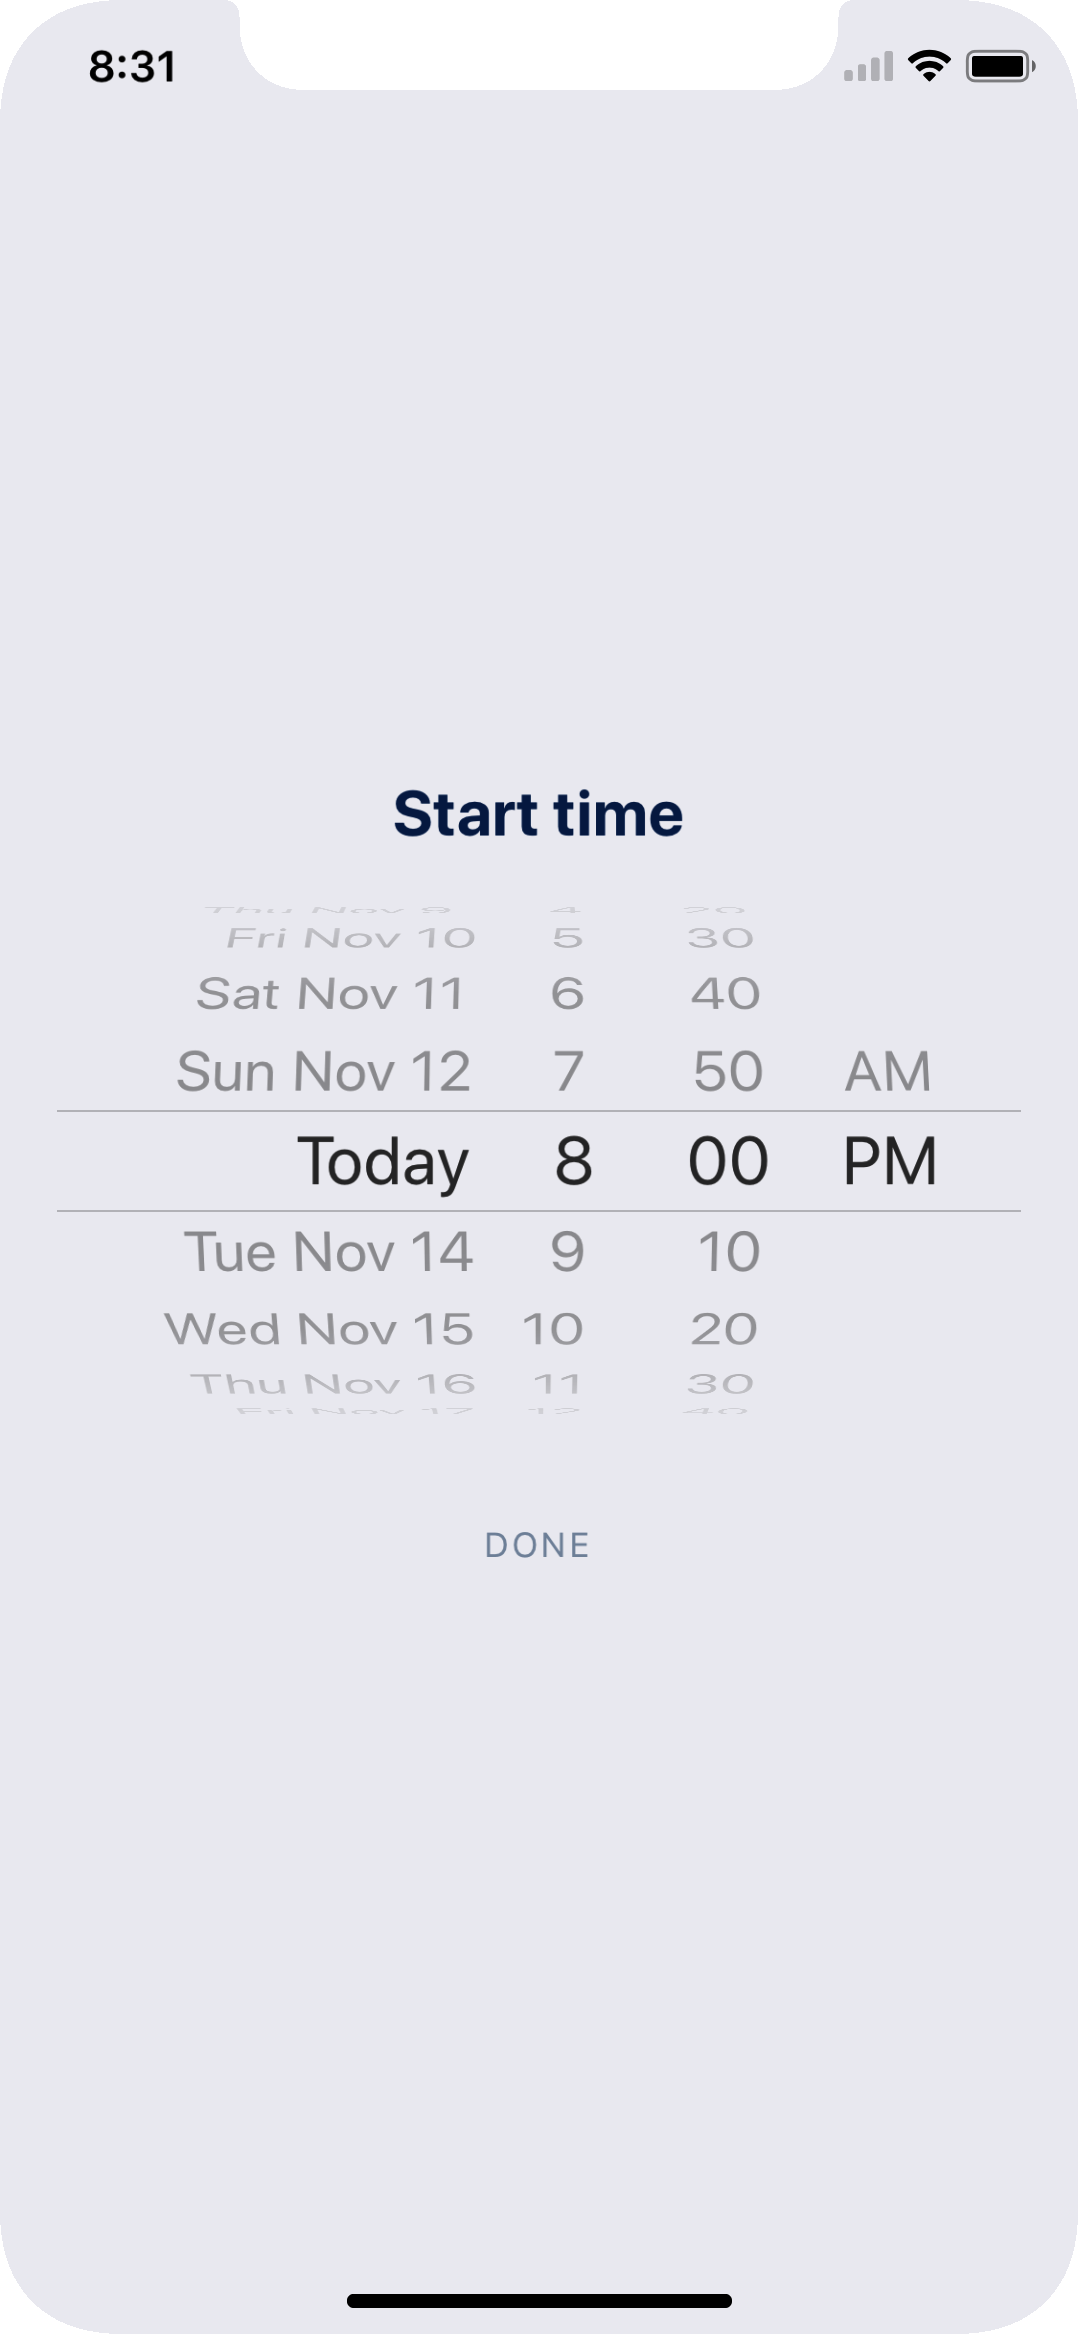 8:31
Start time
Thu Nov 9 4 20
Fri Nov 10 5 30
Sat Nov 11 6 40
Sun Nov 12 7 50 AM
Today 8 00 PM
Tue Nov 14 9 10
Wed Nov 15 10 20
Thu Nov 16 11 30
Fri Nov 17 12 40
DONE